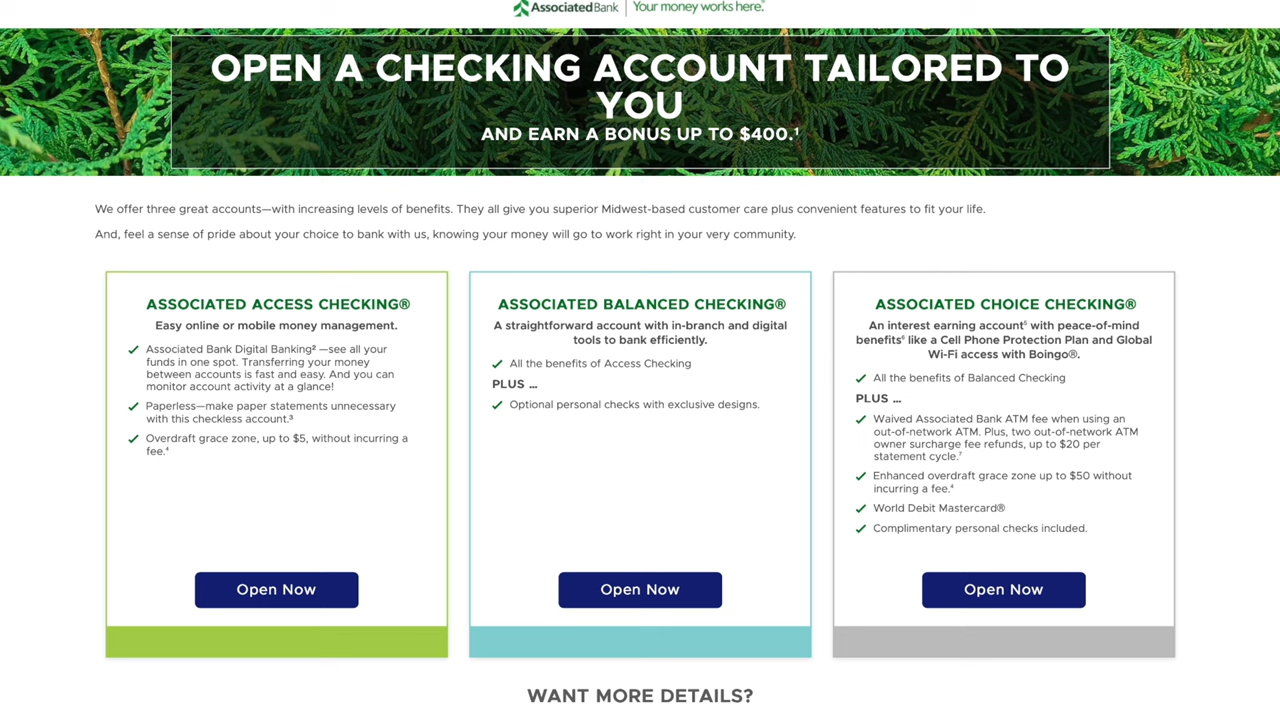 Associated Bank | Your money works here.®
OPEN A CHECKING ACCOUNT TAILORED TO
YOU
AND EARN A BONUS UP TO $400.¹
We offer three great accounts—with increasing levels of benefits. They all give you superior Midwest-based customer care plus convenient features to fit your life.
And, feel a sense of pride about your choice to bank with us, knowing your money will go to work right in your very community.
ASSOCIATED ACCESS CHECKING®
Easy online or mobile money management.
Associated Bank Digital Banking² —see all your
funds in one spot. Transferring your money
between accounts is fast and easy. And you can
monitor account activity at a glance!
Paperless—make paper statements unnecessary
with this checkless account.³
Overdraft grace zone, up to $5, without incurring a
fee.⁴
Open Now
ASSOCIATED BALANCED CHECKING®
A straightforward account with in-branch and digital
tools to bank efficiently.
All the benefits of Access Checking
PLUS ...
Optional personal checks with exclusive designs.
Open Now
ASSOCIATED CHOICE CHECKING®
An interest earning account⁵ with peace-of-mind
benefits⁶ like a Cell Phone Protection Plan and Global
Wi-Fi access with Boingo®.
All the benefits of Balanced Checking
PLUS ...
Waived Associated Bank ATM fee when using an
out-of-network ATM. Plus, two out-of-network ATM
owner surcharge fee refunds, up to $20 per
statement cycle.⁷
Enhanced overdraft grace zone up to $50 without
incurring a fee.⁴
World Debit Mastercard®
Complimentary personal checks included.
Open Now
WANT MORE DETAILS?